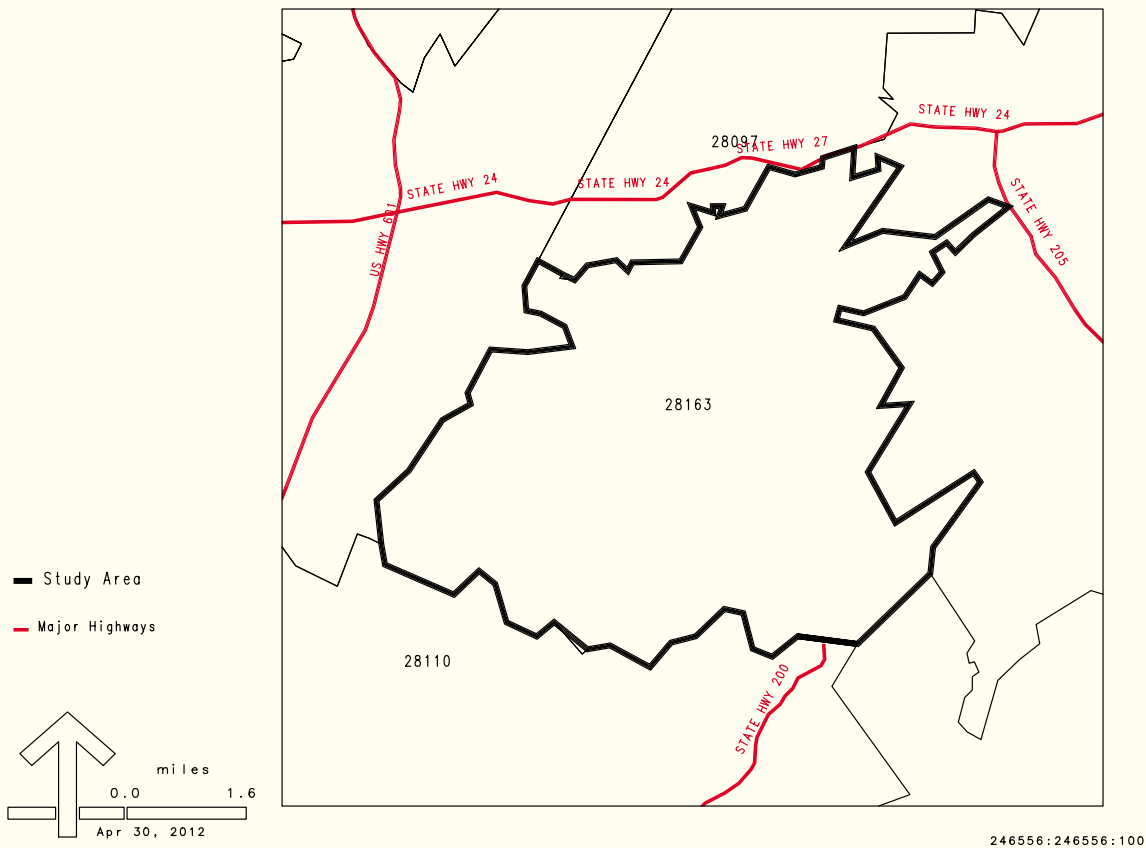 STATE HWY 24
28097
STATE HWY 27
STATE HWY 24
STATE HWY 24
US HWY 601
STATE HWY 205
28163
Study Area
Major Highways
28110
STATE HWY 200
miles
0.0 1.6
Apr 30, 2012
246556:246556:100